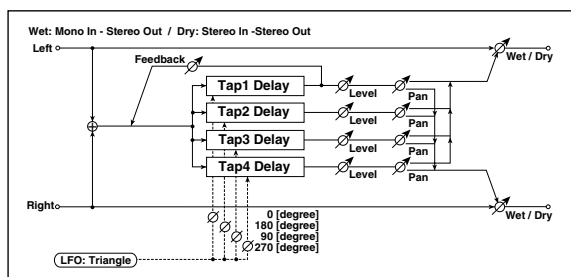 Wet: Mono In - Stereo Out / Dry: Stereo In -Stereo Out
Left
Feedback
Wet / Dry
Tap1 Delay
Level
Pan
Tap2 Delay
Level
Pan
Tap3 Delay
Level
Pan
Tap4 Delay
Level
Pan
Right
Wet / Dry
0 [degree]
180 [degree]
90 [degree]
270 [degree]
LFO: Triangle